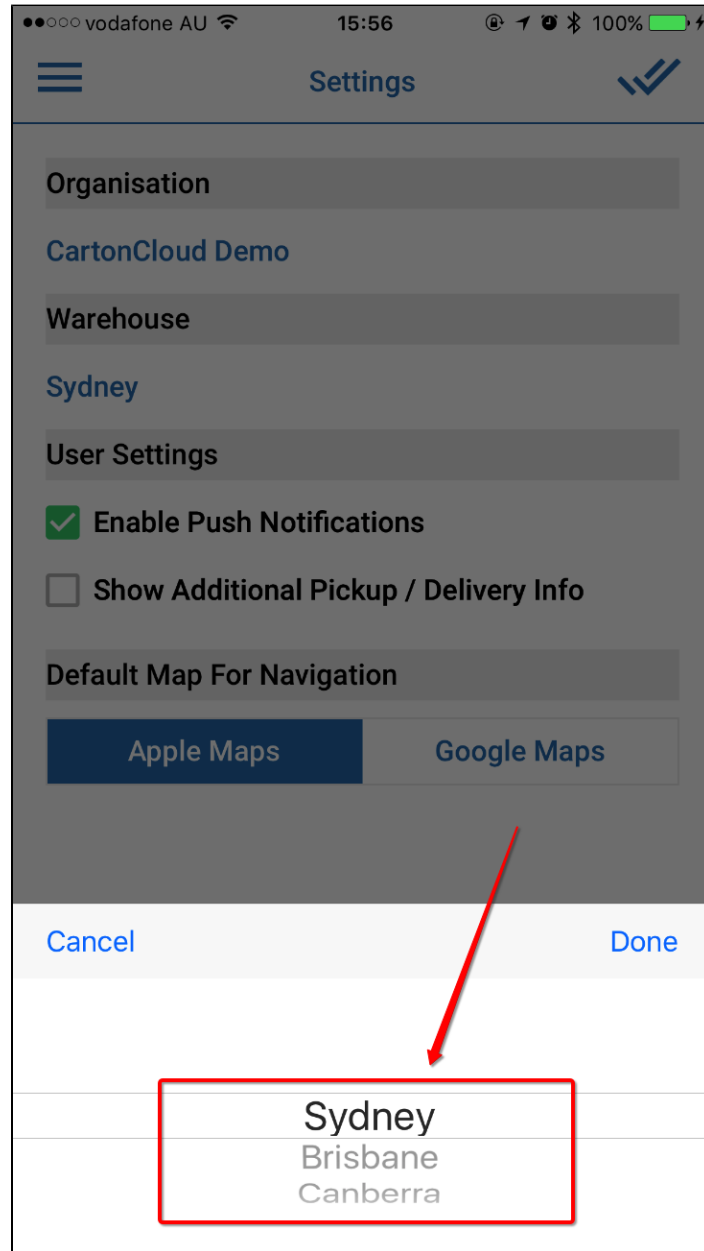 vodafone AU 15:56 100%
Settings
Organisation
CartonCloud Demo
Warehouse
Sydney
User Settings
Enable Push Notifications
Show Additional Pickup / Delivery Info
Default Map For Navigation
Apple Maps Google Maps
Cancel Done
Sydney
Brisbane
Canberra